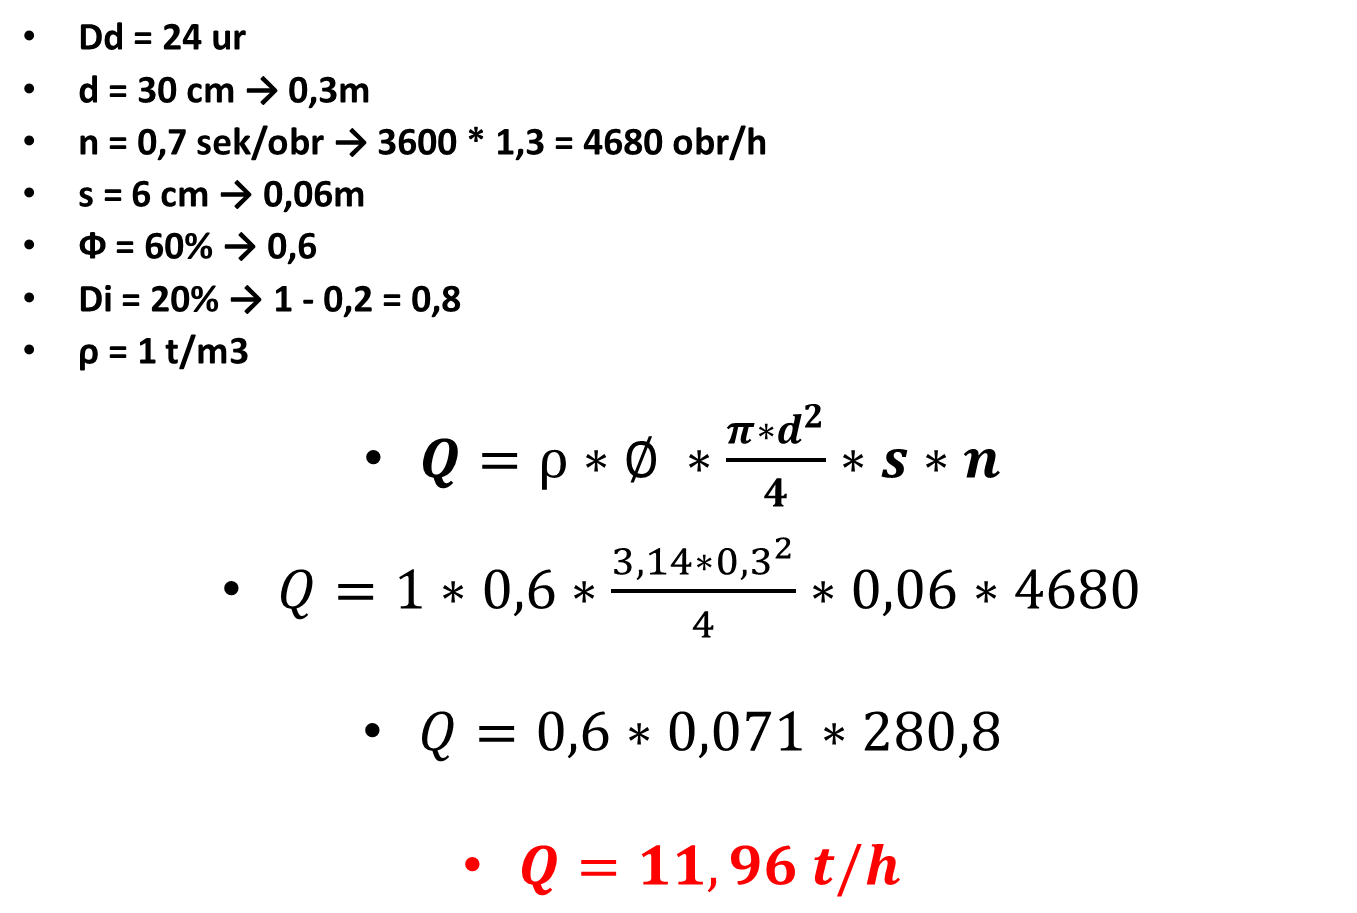 • Dd = 24 ur
• d = 30 cm → 0,3m
• n = 0,7 sek/obr → 3600 * 1,3 = 4680 obr/h
• s = 6 cm → 0,06m
• Φ = 60% → 0,6
• Di = 20% → 1 - 0,2 = 0,8
• ρ = 1 t/m3
• Q = ρ ∗ ∅ ∗ π∗d²/4 ∗ s ∗ n
• Q = 1 ∗ 0,6 ∗ 3,14∗0,3²/4 ∗ 0,06 ∗ 4680
• Q = 0,6 ∗ 0,071 ∗ 280,8
• Q = 11,96 t/h